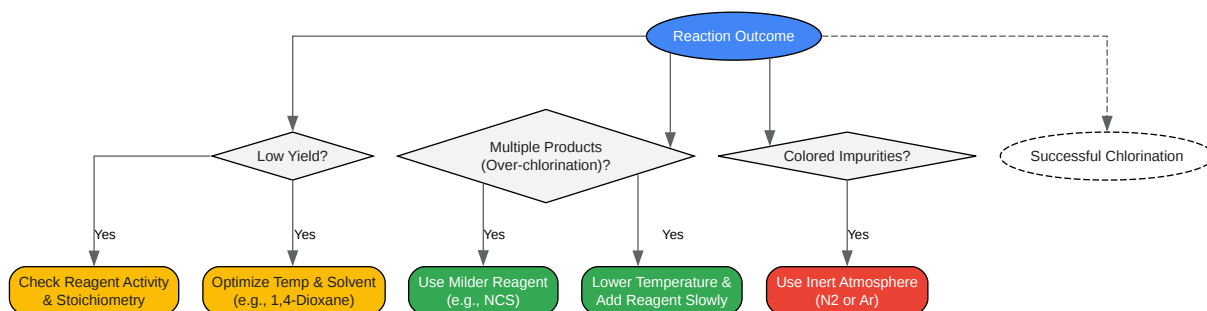 Reaction Outcome
Low Yield?
Multiple Products
(Over-chlorination)?
Colored Impurities?
Successful Chlorination
Yes
Yes
Yes
Yes
Yes
Check Reagent Activity
& Stoichiometry
Optimize Temp & Solvent
(e.g., 1,4-Dioxane)
Use Milder Reagent
(e.g., NCS)
Lower Temperature &
Add Reagent Slowly
Use Inert Atmosphere
(N2 or Ar)